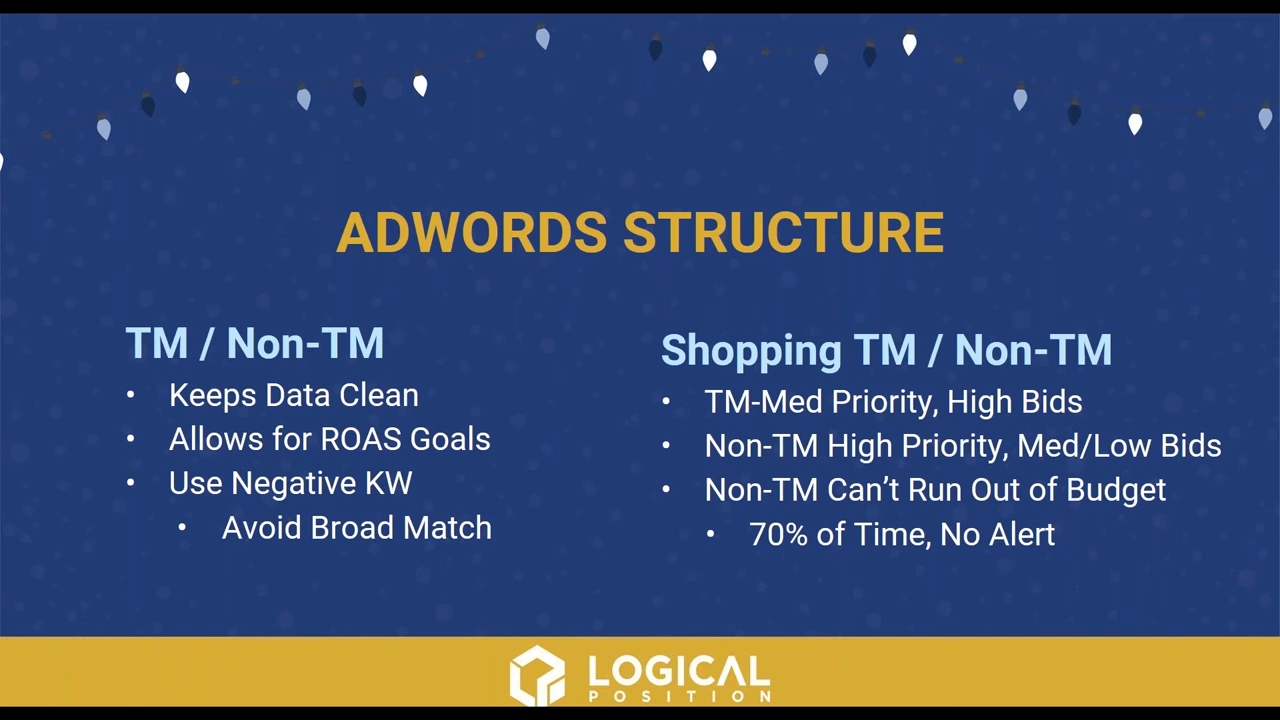 ADWORDS STRUCTURE
TM / Non-TM
• Keeps Data Clean
• Allows for ROAS Goals
• Use Negative KW
• Avoid Broad Match
Shopping TM / Non-TM
• TM-Med Priority, High Bids
• Non-TM High Priority, Med/Low Bids
• Non-TM Can’t Run Out of Budget
• 70% of Time, No Alert
LOGICAL
POSITION